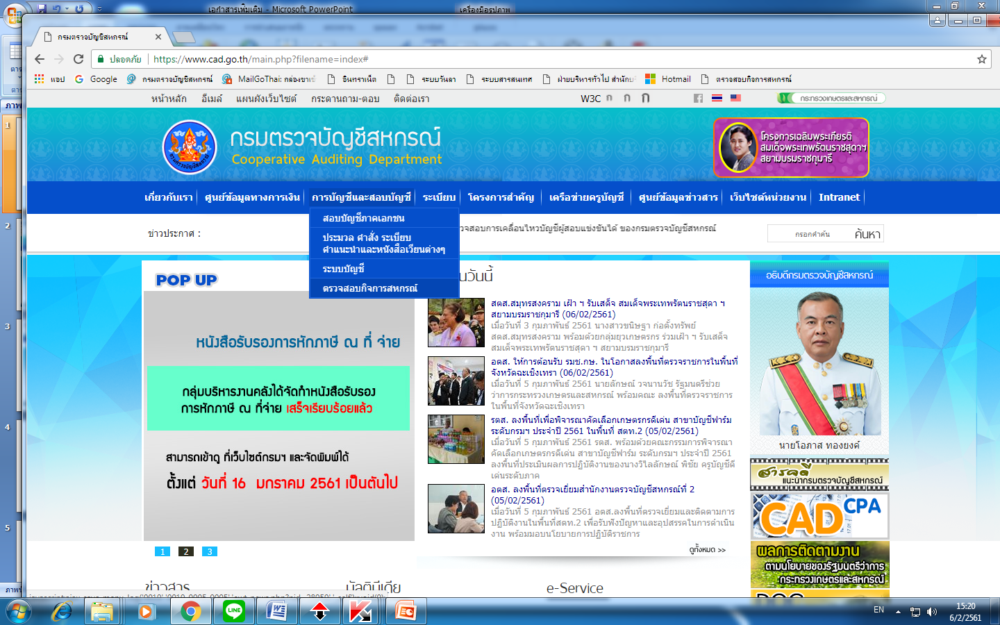 เอกสารเพิ่มเติม - Microsoft PowerPoint
เครื่องมือรูปภาพ
กรมตรวจบัญชีสหกรณ์
ปลอดภัย
https://www.cad.go.th/main.php?filename=index#
แอป
Google
กรมตรวจบัญชีสหกรณ์
MailGoThai: กล่องขาเข้
อินทราเน็ต
ระบบวันลา
ระบบสารสนเทศ
ฝ่ายบริหารทั่วไป สำนักง
Hotmail
ตรวจสอบกิจการสหกรณ์
หน้าหลัก อีเมล์ แผนผังเว็บไซต์ กระดานถาม-ตอบ ติดต่อเรา
W3C ก ก ก
กระทรวงเกษตรและสหกรณ์
กรมตรวจบัญชีสหกรณ์
Cooperative Auditing Department
โครงการเฉลิมพระเกียรติ
สมเด็จพระเทพรัตนราชสุดาฯ
สยามบรมราชกุมารี
เกี่ยวกับเรา ศูนย์ข้อมูลทางการเงิน การบัญชีและสอบบัญชี ระเบียบ โครงการสำคัญ เครือข่ายครูบัญชี ศูนย์ข้อมูลข่าวสาร เว็บไซต์หน่วยงาน Intranet
สอบบัญชีภาคเอกชน
ประมวล คำสั่ง ระเบียบ
คำแนะนำและหนังสือเวียนต่างๆ
ระบบบัญชี
ตรวจสอบกิจการสหกรณ์
ข่าวประกาศ :
วจสอบการเคลื่อนไหวบัญชีผู้สอบแข่งขันได้ ของกรมตรวจบัญชีสหกรณ์
กรอกคำค้น
ค้นหา
POP UP
หนังสือรับรองการหักภาษี ณ ที่ จ่าย
กลุ่มบริหารงานคลังได้จัดทำหนังสือรับรอง
การหักภาษี ณ ที่จ่าย เสร็จเรียบร้อยแล้ว
สามารถเข้าดู ที่เว็บไซต์กรมฯ และจัดพิมพ์ได้
ตั้งแต่ วันที่ 16 มกราคม 2561 เป็นต้นไป
1 2 3
นวันนี้
สตส.สมุทรสงคราม เฝ้า ฯ รับเสด็จ สมเด็จพระเทพรัตนราชสุดา ฯ
สยามบรมราชกุมารี (06/02/2561)
เมื่อวันที่ 3 กุมภาพันธ์ 2561 นางสาวขนิษฐา ก่อตั้งทรัพย์
สตส.สมุทรสงคราม พร้อมด้วยกลุ่มยุวเกษตรกร ร่วมเฝ้า ฯ รับเสด็จ
สมเด็จพระเทพรัตนราชสุดา ฯ สยามบรมราชกุมารี
อตส. ให้การต้อนรับ รมช.กษ. ในโอกาสลงพื้นที่ตรวจราชการในพื้นที่
จังหวัดฉะเชิงเทรา (06/02/2561)
เมื่อวันที่ 5 กุมภาพันธ์ 2561 นายลักษณ์ วจนานวัช รัฐมนตรีช่วย
ว่าการกระทรวงเกษตรและสหกรณ์ พร้อมคณะ ลงพื้นที่ตรวจราชการ
ในพื้นที่จังหวัดฉะเชิงเทรา
รตส. ลงพื้นที่เพื่อพิจารณาคัดเลือกเกษตรกรดีเด่น สาขาบัญชีฟาร์ม
ระดับกรมฯ ประจำปี 2561 ในพื้นที่ สตท.2 (05/02/2561)
เมื่อวันที่ 5 กุมภาพันธ์ 2561 รตส. พร้อมด้วยคณะกรรมการพิจารณา
คัดเลือกเกษตรกรดีเด่น สาขาบัญชีฟาร์ม ระดับกรมฯ ประจำปี 2561
ลงพื้นที่ประเมินผลการปฏิบัติงานของนางวิไลลักษณ์ พิชัย ครูบัญชีดี
เด่นระดับภาค
อตส. ลงพื้นที่ตรวจเยี่ยมสำนักงานตรวจบัญชีสหกรณ์ที่ 2
(05/02/2561)
เมื่อวันที่ 5 กุมภาพันธ์ 2561 อตส.ลงพื้นที่ตรวจเยี่ยมและติดตามการ
ปฏิบัติงานในพื้นที่สตท.2 เพื่อรับฟังปัญหาและอุปสรรคในการดำเนิน
งาน พร้อมมอบนโยบายการปฏิบัติราชการ
ดูทั้งหมด >>
อธิบดีกรมตรวจบัญชีสหกรณ์
นายโอภาส ทองยงค์
สารคดี
แนะนำกรมตรวจบัญชีสหกรณ์
CAD CPA
ผลการติดตามงาน
ตามนโยบายของรัฐมนตรีว่าการ
กระทรวงเกษตรและสหกรณ์
ข่าวสาร
มัลติมีเดีย
e-Service
1
2
3
4
5
EN
15:20
6/2/2561